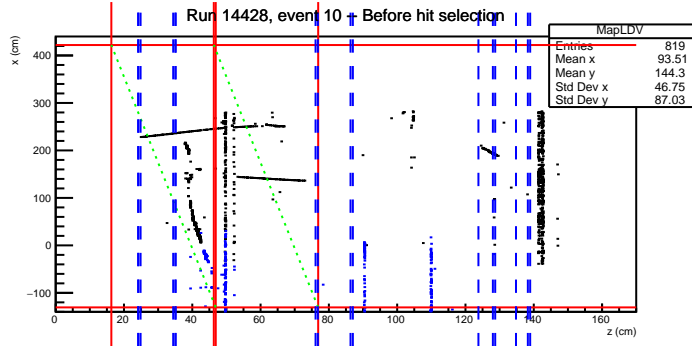 Run 14428, event 10 -- Before hit selection
MapLDV
Entries 819
Mean x 93.51
Mean y 144.3
Std Dev x 46.75
Std Dev y 87.03
x (cm)
400
300
200
100
0
−100
0 20 40 60 80 100 120 140 160
z (cm)